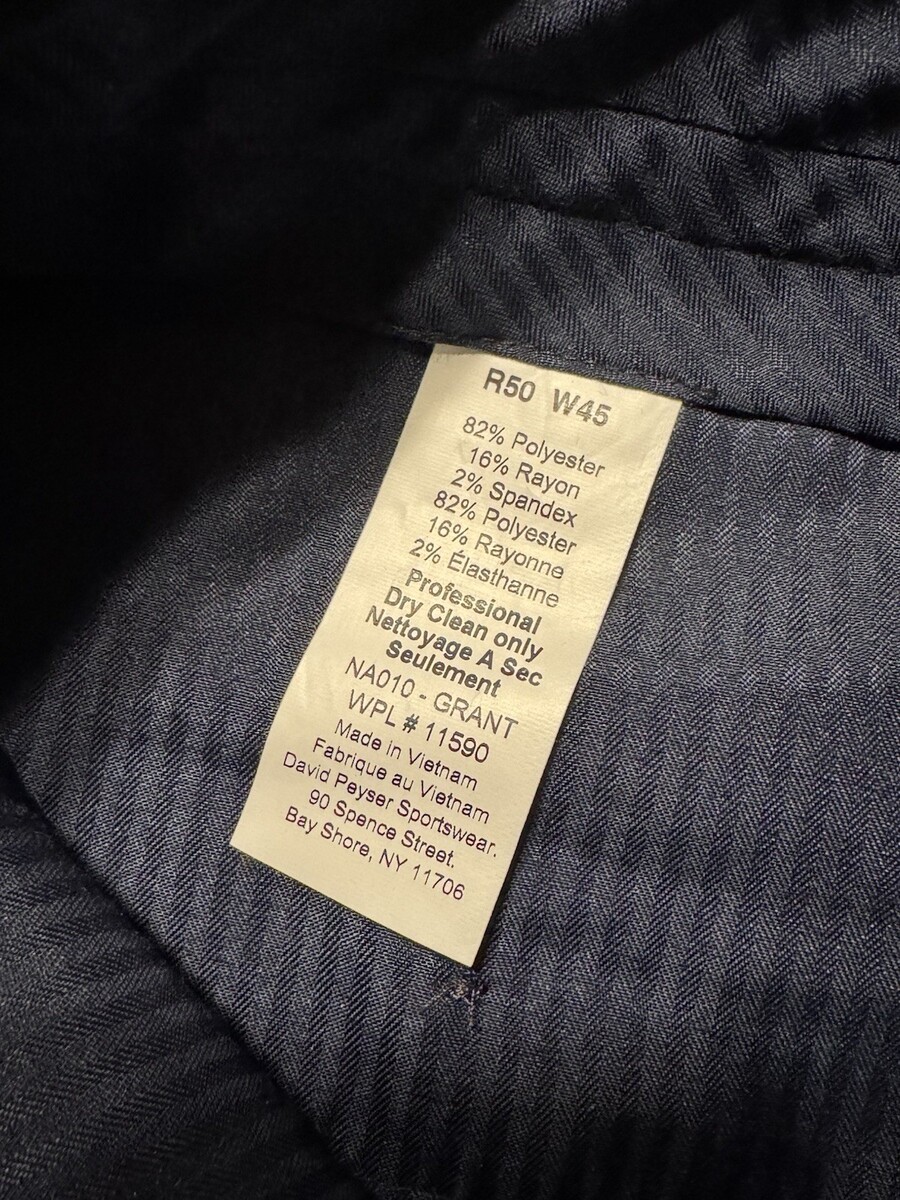 R50 W45
82% Polyester
16% Rayon
2% Spandex
82% Polyester
16% Rayonne
2% Élasthanne
Professional
Dry Clean only
Nettoyage A Sec
Seulement
NA010 - GRANT
WPL # 11590
Made in Vietnam
Fabrique au Vietnam
David Peyser Sportswear.
90 Spence Street.
Bay Shore, NY 11706